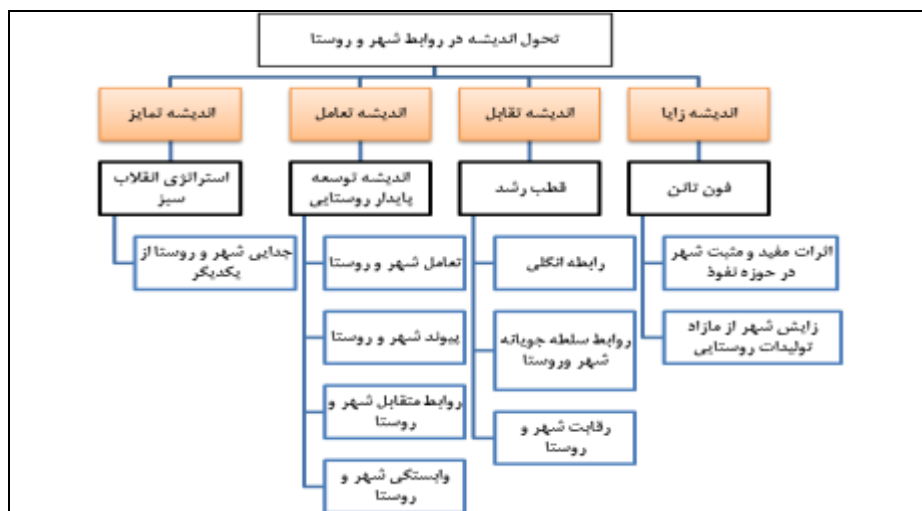 تحول اندیشه در روابط شهر و روستا
اندیشه زایا
اندیشه تقابل
اندیشه تعامل
اندیشه تمایز
فون تانن
قطب رشد
اندیشه توسعه
پایدار روستایی
استراتژی انقلاب
سبز
اثرات مفید و مثبت شهر
در حوزه نفوذ
زایش شهر از مازاد
تولیدات روستایی
رابطه انگلی
روابط سلطه جویانه
شهر وروستا
رقابت شهر و
روستا
تعامل شهر و روستا
پیوند شهر و روستا
روابط متقابل شهر و
روستا
وابستگی شهر و
روستا
جدایی شهر و روستا از
یکدیگر